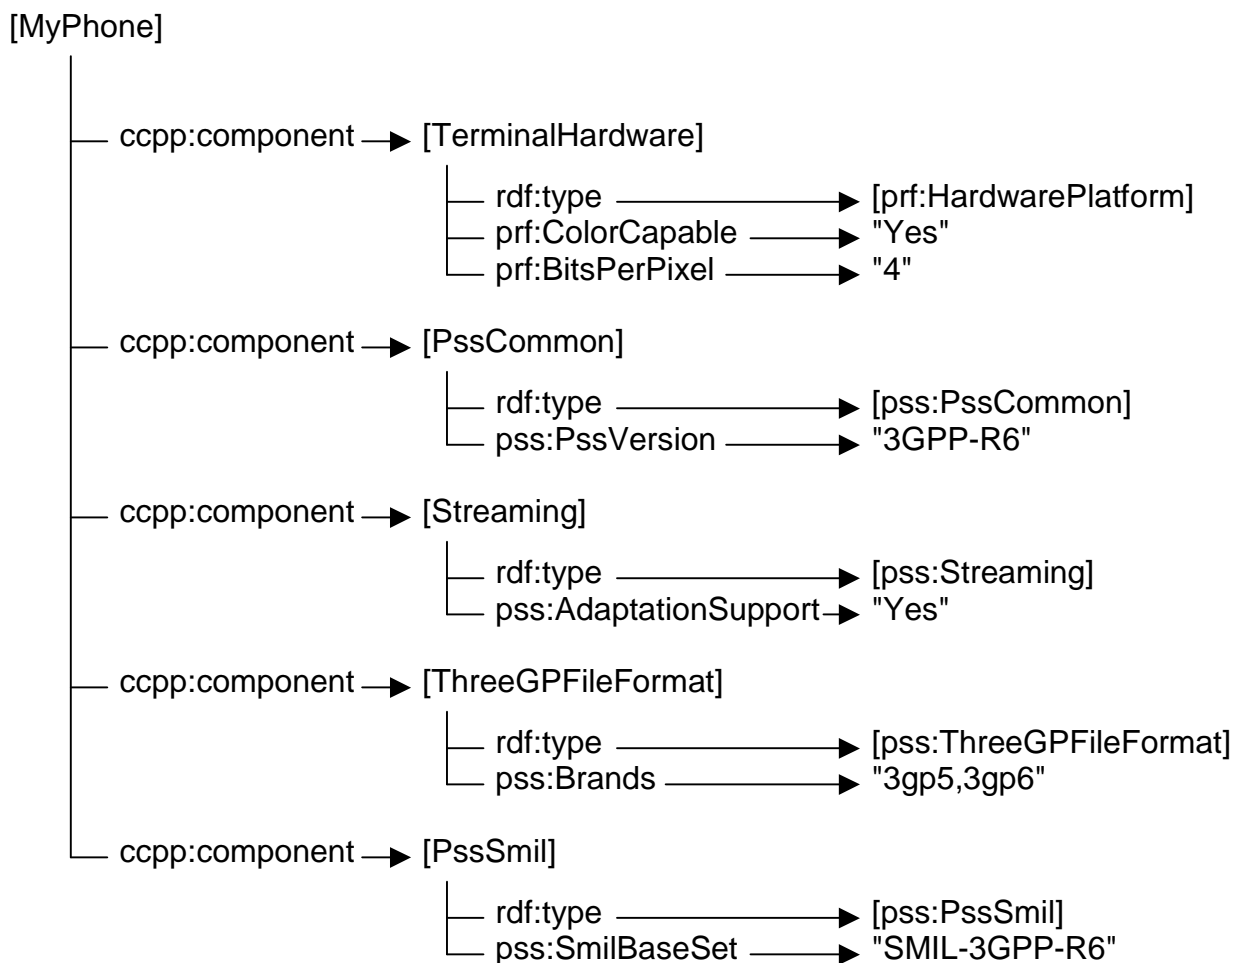 [MyPhone]
ccpp:component [TerminalHardware]
rdf:type [prf:HardwarePlatform]
prf:ColorCapable "Yes"
prf:BitsPerPixel "4"
ccpp:component [PssCommon]
rdf:type [pss:PssCommon]
pss:PssVersion "3GPP-R6"
ccpp:component [Streaming]
rdf:type [pss:Streaming]
pss:AdaptationSupport "Yes"
ccpp:component [ThreeGPFileFormat]
rdf:type [pss:ThreeGPFileFormat]
pss:Brands "3gp5,3gp6"
ccpp:component [PssSmil]
rdf:type [pss:PssSmil]
pss:SmilBaseSet "SMIL-3GPP-R6"